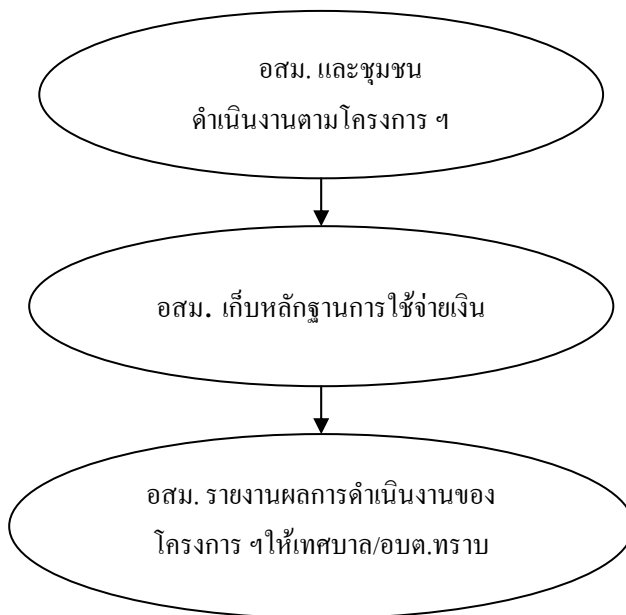 อสม. และชุมชน
ดำเนินงานตามโครงการ ฯ
อสม. เก็บหลักฐานการใช้จ่ายเงิน
อสม. รายงานผลการดำเนินงานของ
โครงการ ฯให้เทศบาล/อบต.ทราบ